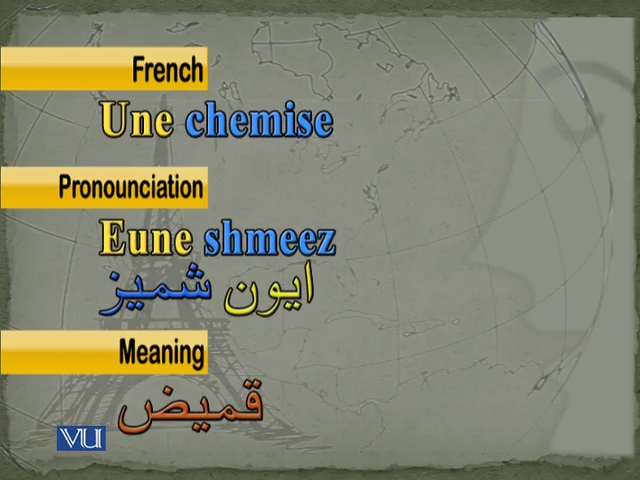 French
Une chemise
Pronounciation
Eune shmeez
ایون شمیز
Meaning
قمیض
VU